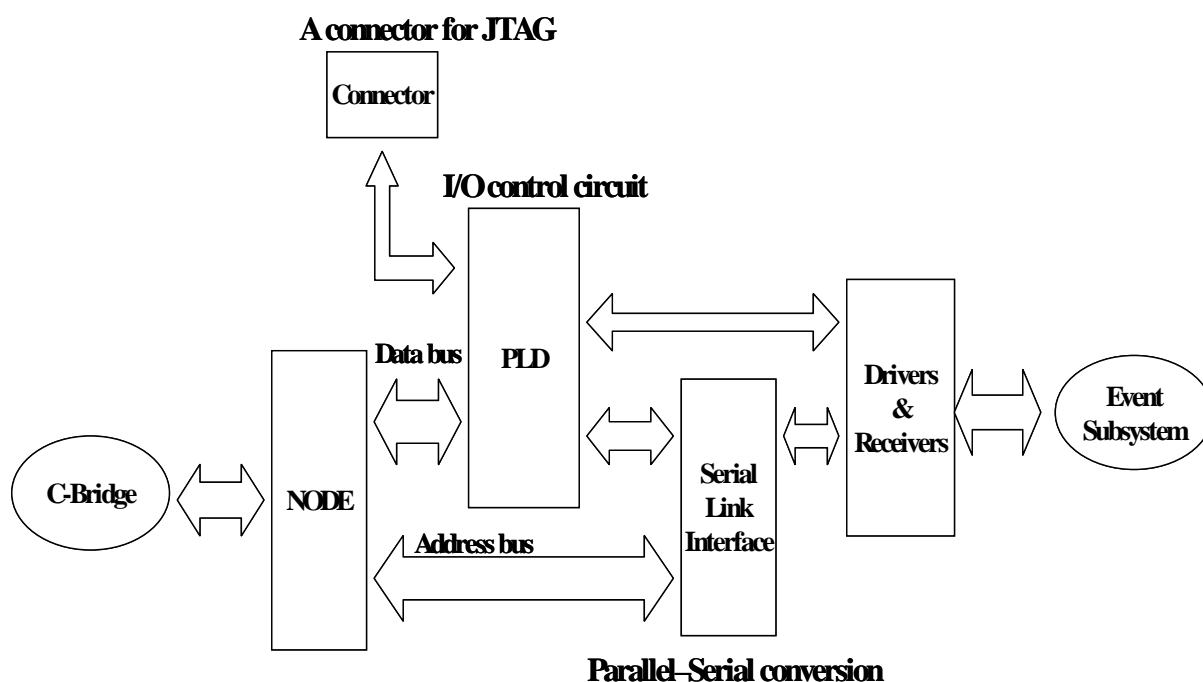 A connector for JTAG
Connector
I/O control circuit
Data bus
PLD
Drivers
&
Receivers
Event
Subsystem
C-Bridge
NODE
Serial
Link
Interface
Address bus
Parallel–Serial conversion